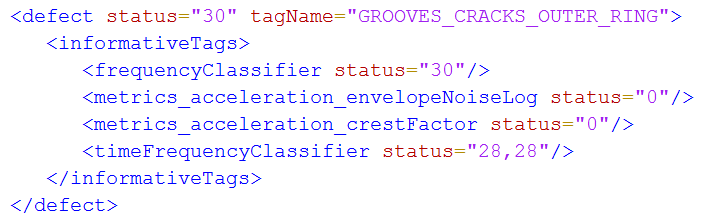 <defect status="30" tagName="GROOVES_CRACKS_OUTER_RING">
<informativeTags>
<frequencyClassifier status="30"/>
<metrics_acceleration_envelopeNoiseLog status="0"/>
<metrics_acceleration_crestFactor status="0"/>
<timeFrequencyClassifier status="28,28"/>
</informativeTags>
</defect>